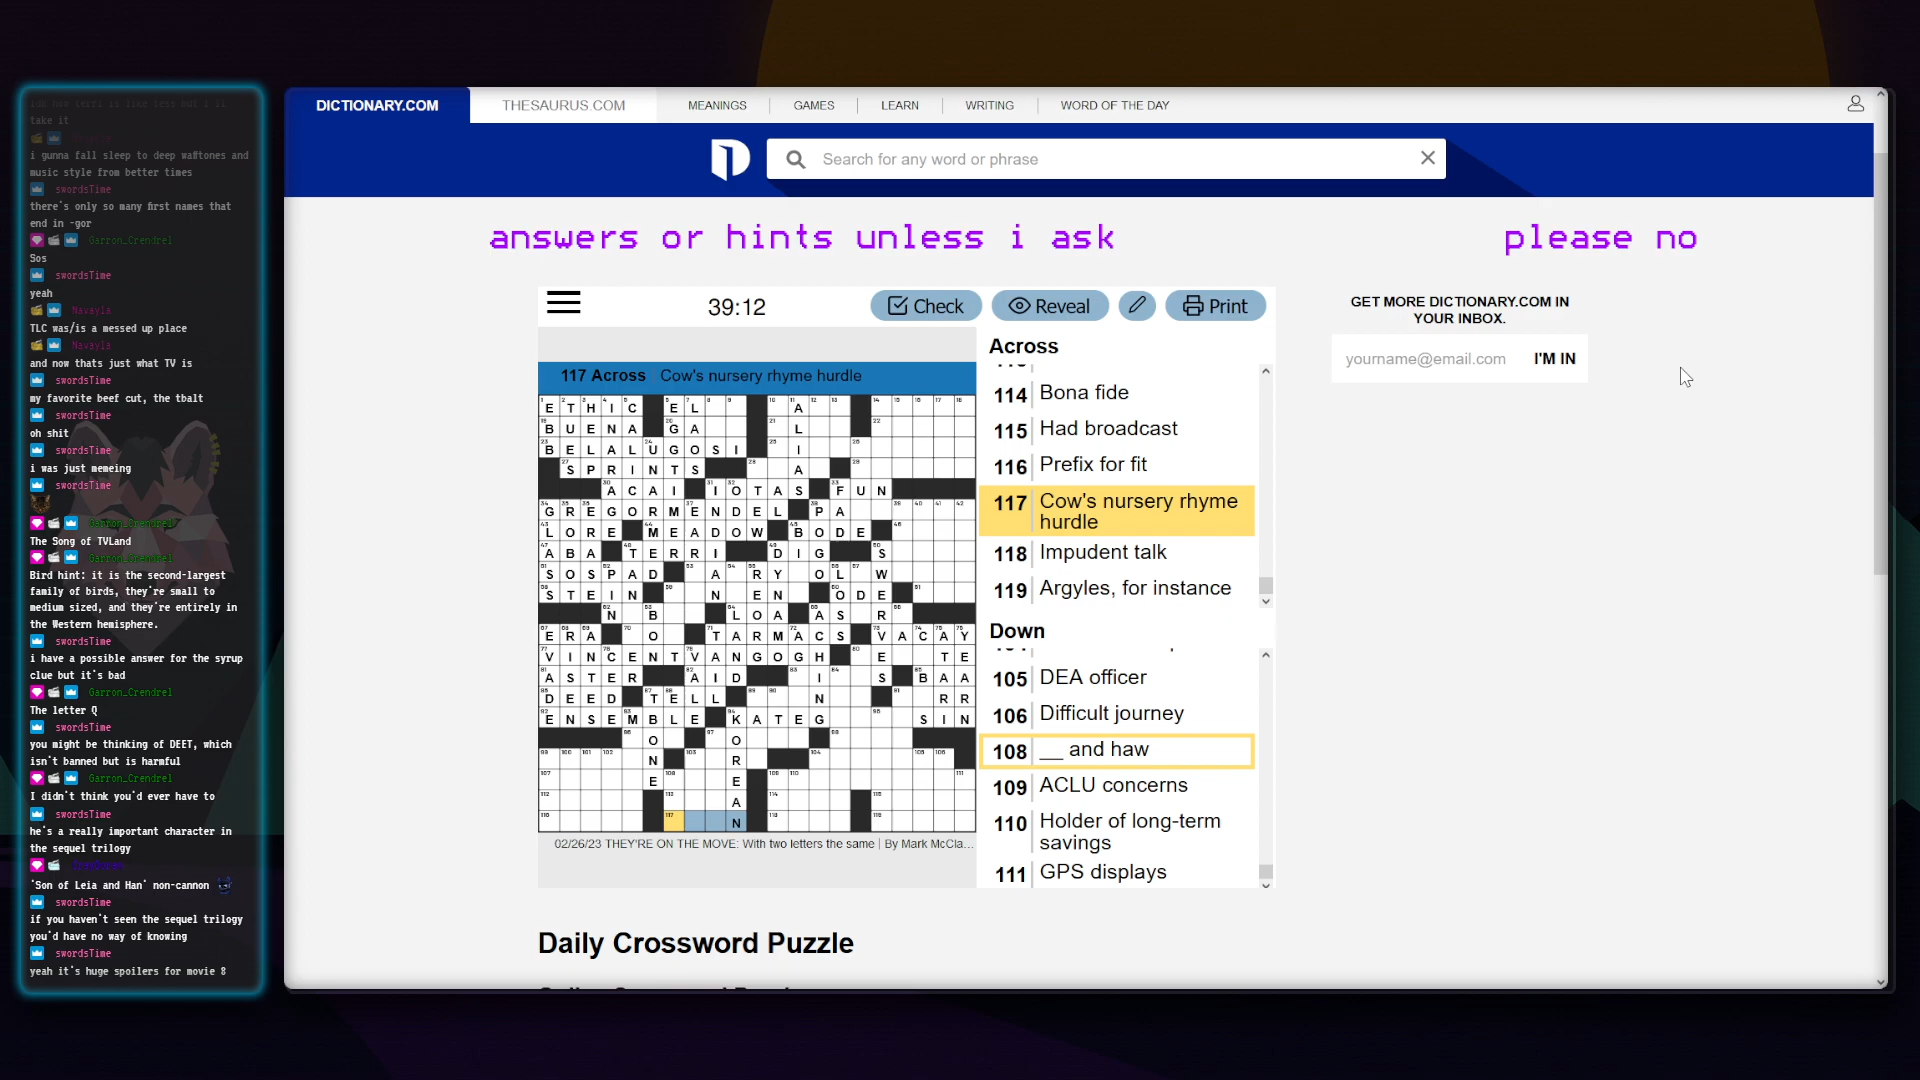 take it
i gunna fall sleep to deep waftones and
music style from better times
swordsTime
there's only so many first names that
end in -gor
Garron_Crendrel
Sos
swordsTime
yeah
Navayla
TLC was/is a messed up place
Navayla
and now thats just what TV is
swordsTime
my favorite beef cut, the tbalt
swordsTime
oh shit
swordsTime
i was just memeing
swordsTime
Garron_Crendrel
The Song of TVLand
Garron_Crendrel
Bird hint: it is the second-largest
family of birds, they're small to
medium sized, and they're entirely in
the Western hemisphere.
swordsTime
i have a possible answer for the syrup
clue but it's bad
Garron_Crendrel
The letter Q
swordsTime
you might be thinking of DEET, which
isn't banned but is harmful
Garron_Crendrel
I didn't think you'd ever have to
swordsTime
he's a really important character in
the sequel trilogy
'Son of Leia and Han' non-cannon
swordsTime
if you haven't seen the sequel trilogy
you'd have no way of knowing
swordsTime
yeah it's huge spoilers for movie 8
DICTIONARY.COM
THESAURUS.COM
MEANINGS
GAMES
LEARN
WRITING
WORD OF THE DAY
Search for any word or phrase
answers or hints unless i ask
please no
39:12
Check
Reveal
Print
117 Across Cow's nursery rhyme hurdle
E T H I C E L A
B U E N A G A L
B E L A L U G O S I I
S P R I N T S A
A C A I I O T A S F U N
G R E G O R M E N D E L P A
L O R E M E A D O W B O D E
A B A T E R R I D I G S
S O S P A D A R Y O L W
S T E I N N E N O D E
N B L O A A S R
E R A O T A R M A C S V A C A Y
V I N C E N T V A N G O G H E T E
A S T E R A I D I S B A A
D E E D T E L L N R R
E N S E M B L E K A T E G S I N
O O
N R
E E
A
N
02/26/23 THEY'RE ON THE MOVE: With two letters the same | By Mark McCla...
Across
114 Bona fide
115 Had broadcast
116 Prefix for fit
117 Cow's nursery rhyme
hurdle
118 Impudent talk
119 Argyles, for instance
Down
105 DEA officer
106 Difficult journey
108 __ and haw
109 ACLU concerns
110 Holder of long-term
savings
111 GPS displays
GET MORE DICTIONARY.COM IN
YOUR INBOX.
yourname@email.com
I'M IN
Daily Crossword Puzzle